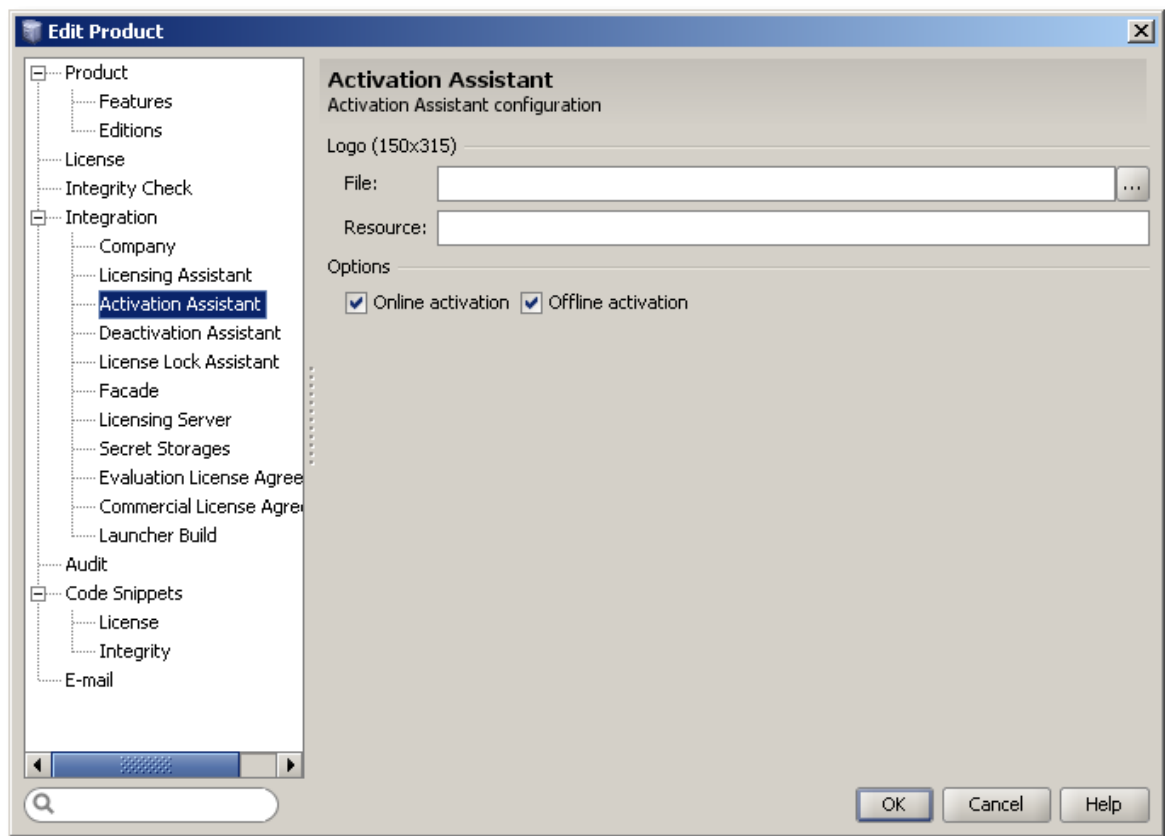 Edit Product
Product
Features
Editions
License
Integrity Check
Integration
Company
Licensing Assistant
Activation Assistant
Deactivation Assistant
License Lock Assistant
Facade
Licensing Server
Secret Storages
Evaluation License Agree
Commercial License Agre
Launcher Build
Audit
Code Snippets
License
Integrity
E-mail
Activation Assistant
Activation Assistant configuration
Logo (150x315)
File:
...
Resource:
Options
Online activation Offline activation
OK Cancel Help